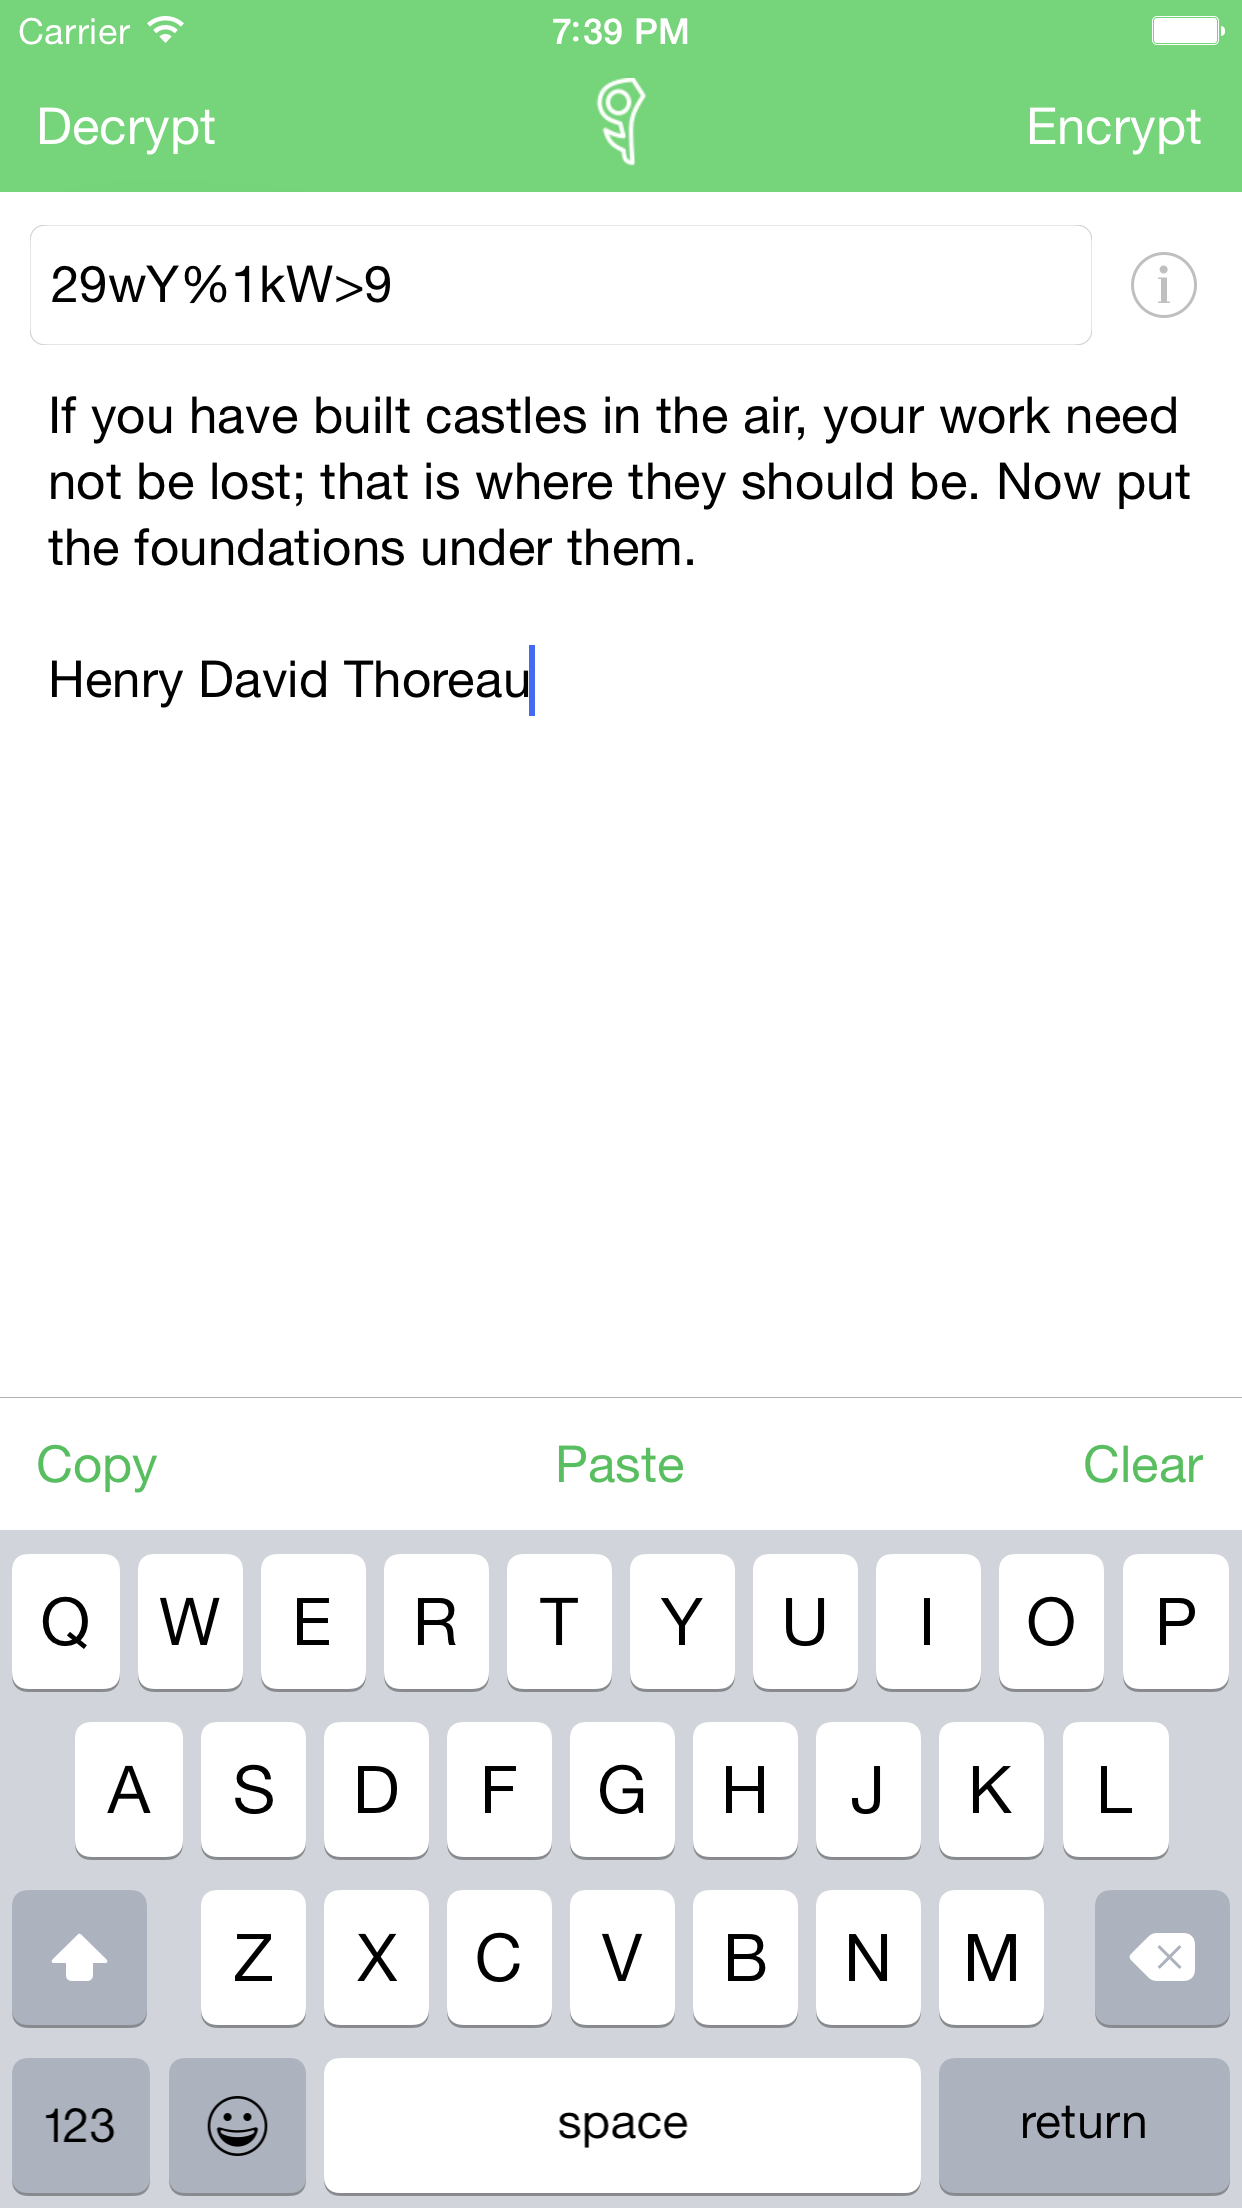 Carrier 7:39 PM
Decrypt Encrypt
29wY%1kW>9
i
If you have built castles in the air, your work need
not be lost; that is where they should be. Now put
the foundations under them.
Henry David Thoreau
Copy Paste Clear
Q W E R T Y U I O P
A S D F G H J K L
Z X C V B N M
123 space return